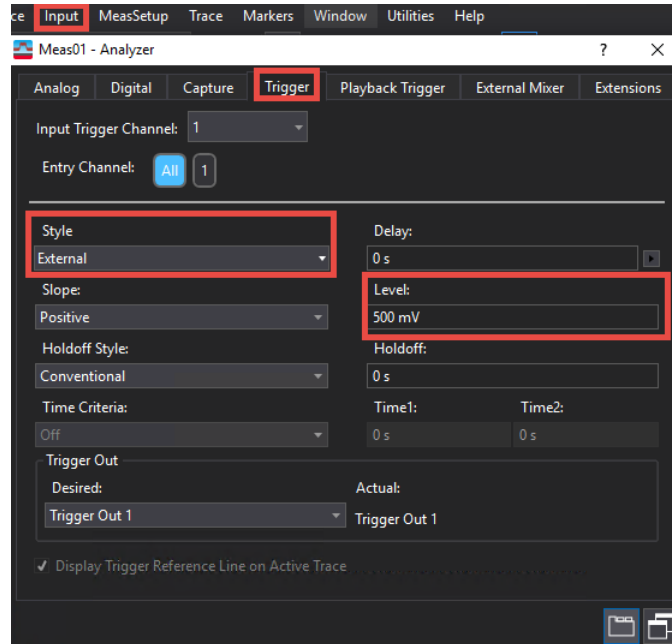 ce Input MeasSetup Trace Markers Window Utilities Help
Meas01 - Analyzer ? X
Analog Digital Capture Trigger Playback Trigger External Mixer Extensions
Input Trigger Channel: 1
Entry Channel: All 1
Style Delay:
External 0 s
Slope: Level:
Positive 500 mV
Holdoff Style: Holdoff:
Conventional 0 s
Time Criteria: Time1: Time2:
Off 0 s 0 s
Trigger Out
Desired: Actual:
Trigger Out 1 Trigger Out 1
Display Trigger Reference Line on Active Trace